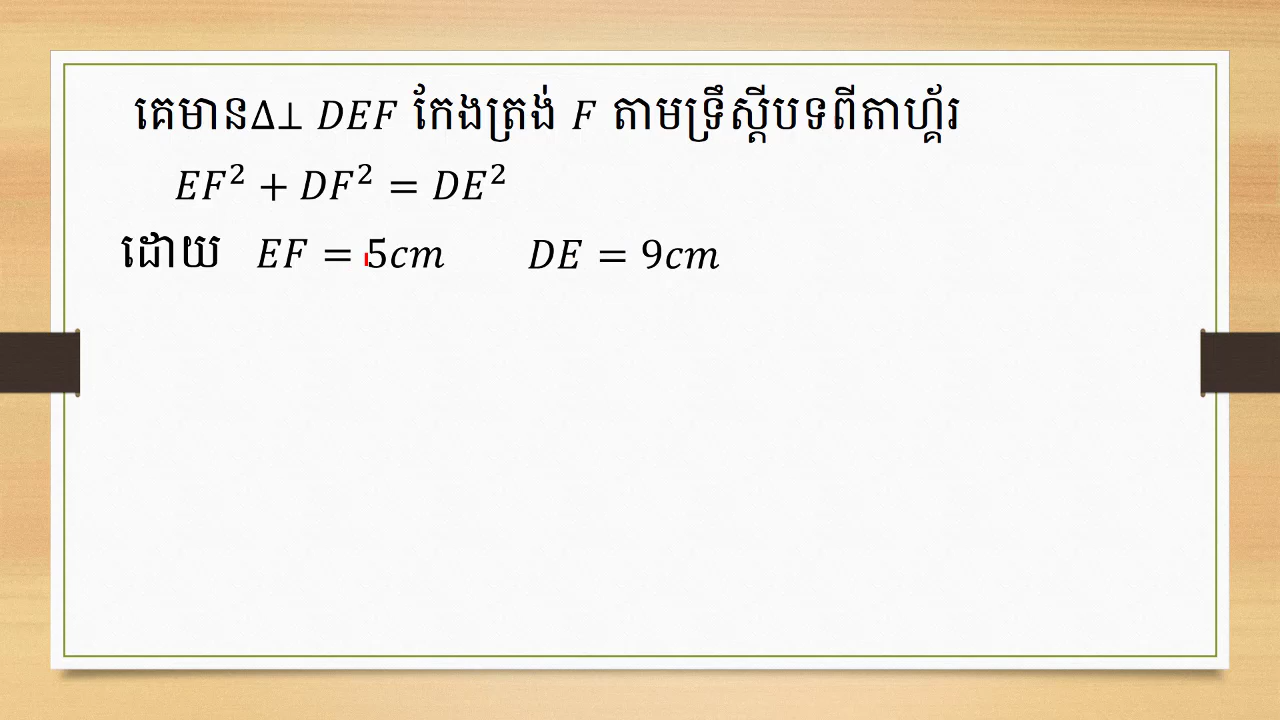 គេមានΔ⊥ DEF កែងត្រង់ F តាមទ្រឹស្តីបទពីតាហ្គ័រ
EF² + DF² = DE²
ដោយ EF = 5cm DE = 9cm